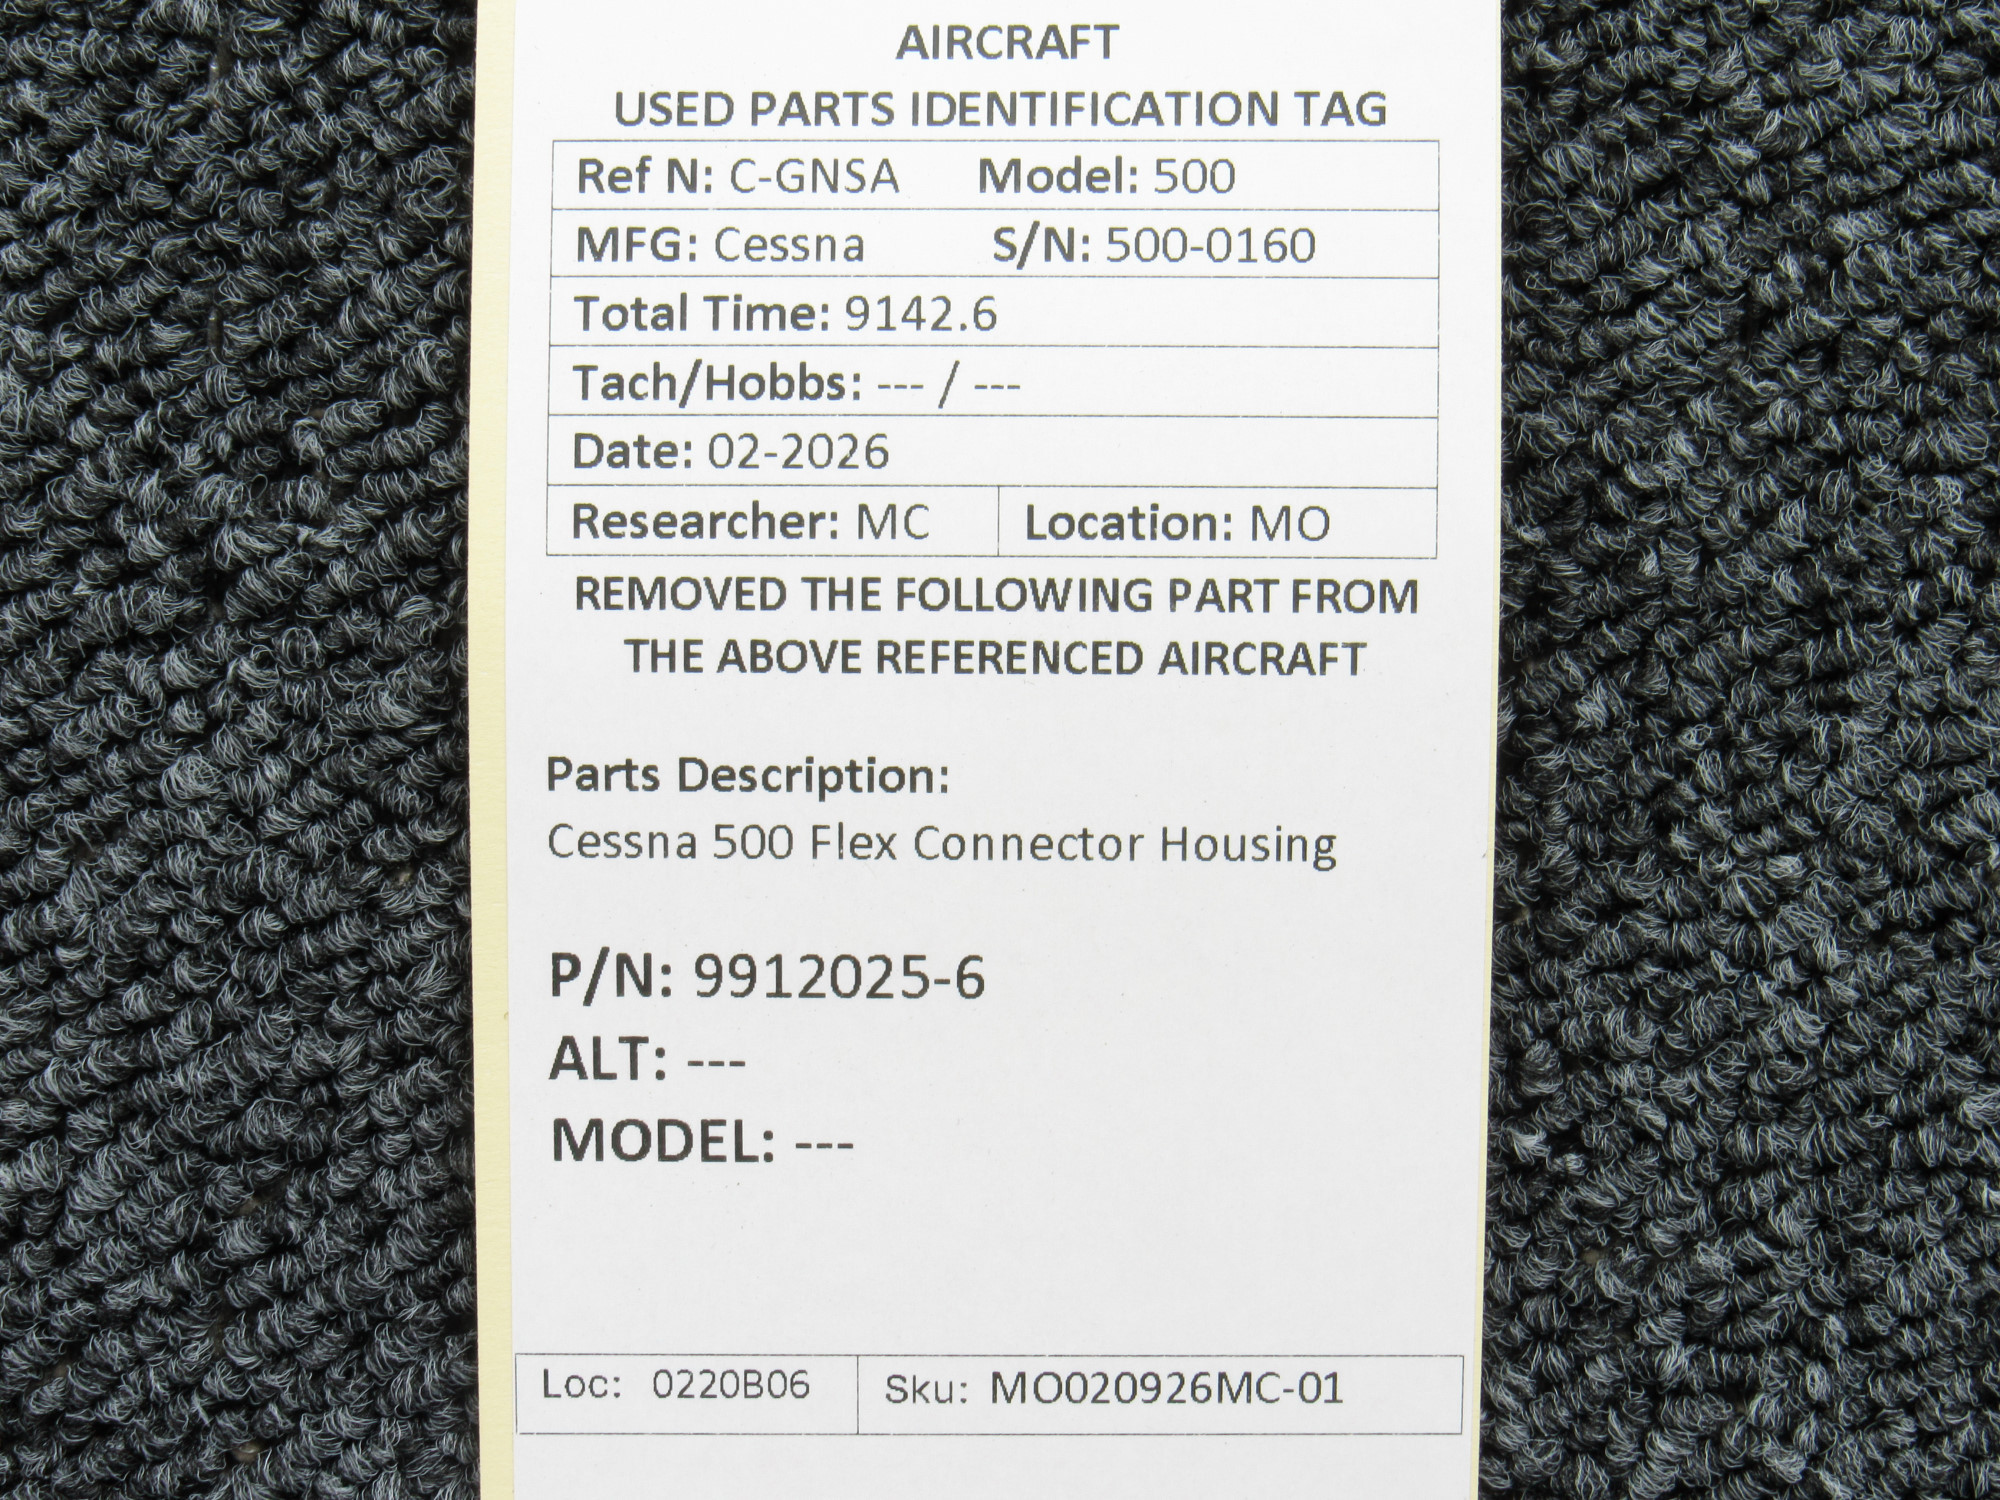 AIRCRAFT
USED PARTS IDENTIFICATION TAG
Ref N: C-GNSA Model: 500
MFG: Cessna S/N: 500-0160
Total Time: 9142.6
Tach/Hobbs: --- / ---
Date: 02-2026
Researcher: MC Location: MO
REMOVED THE FOLLOWING PART FROM
THE ABOVE REFERENCED AIRCRAFT
Parts Description:
Cessna 500 Flex Connector Housing
P/N: 9912025-6
ALT: ---
MODEL: ---
Loc: 0220B06 Sku: MO020926MC-01